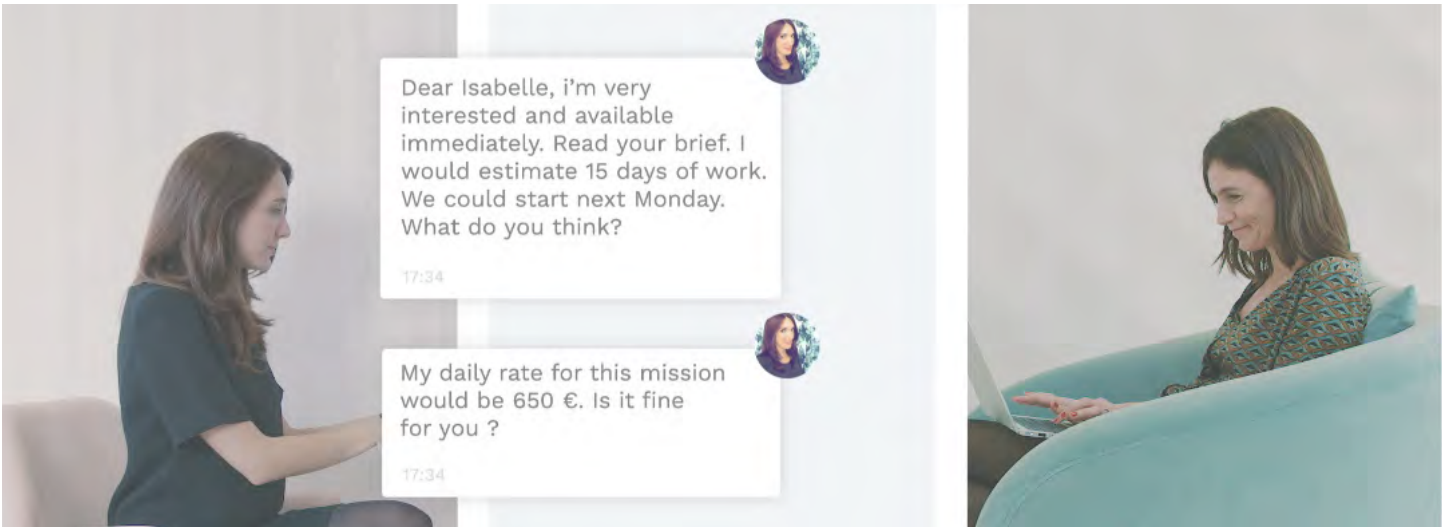 Dear Isabelle, i’m very
interested and available
immediately. Read your brief. I
would estimate 15 days of work.
We could start next Monday.
What do you think?
17:34
My daily rate for this mission
would be 650 €. Is it fine
for you ?
17:34